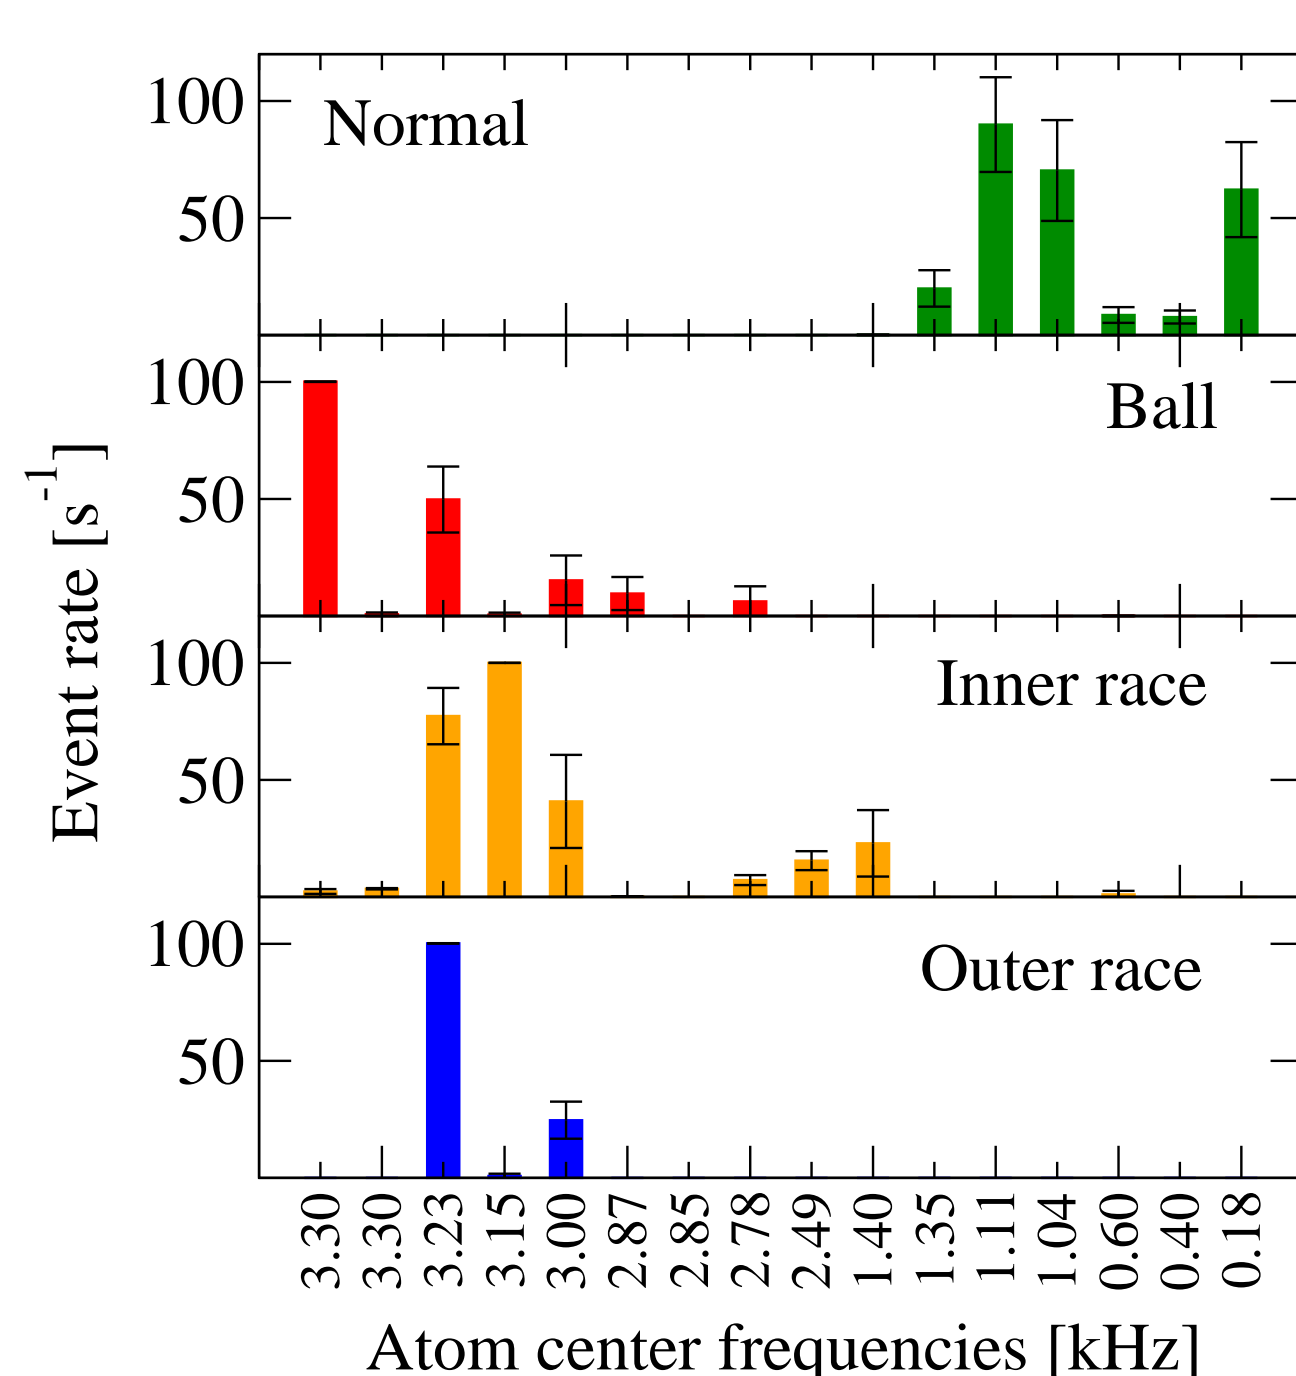 100
Normal
50
100
Ball
50
100
Inner race
50
100
Outer race
50
Event rate [s-1]
3.30 3.30 3.23 3.15 3.00 2.87 2.85 2.78 2.49 1.40 1.35 1.11 1.04 0.60 0.40 0.18
Atom center frequencies [kHz]